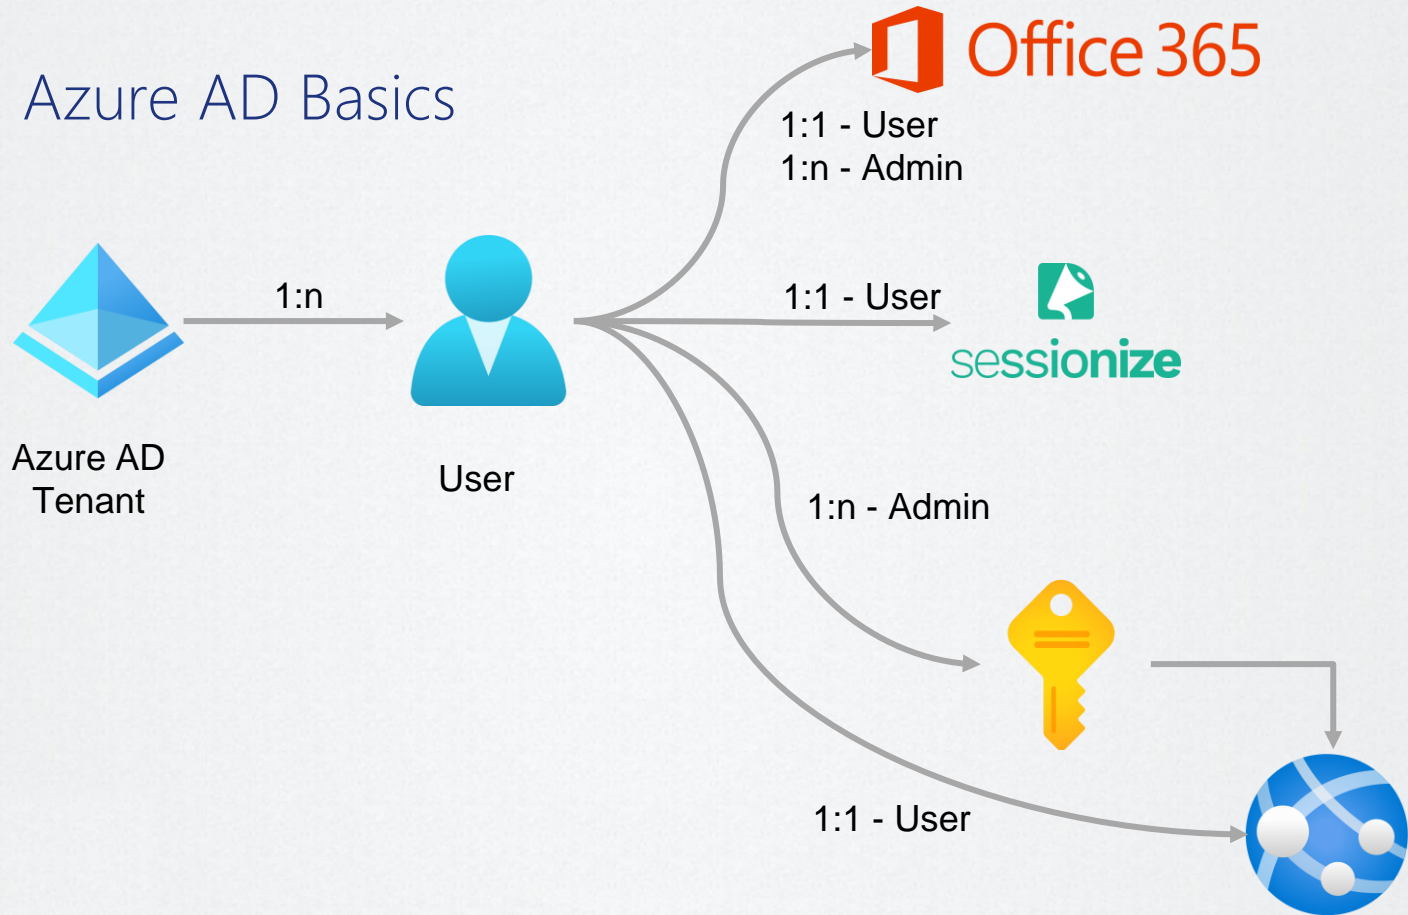 Office 365
Azure AD Basics
1:1 - User
1:n - Admin
1:n
1:1 - User
sessionize
Azure AD
Tenant
User
1:n - Admin
1:1 - User